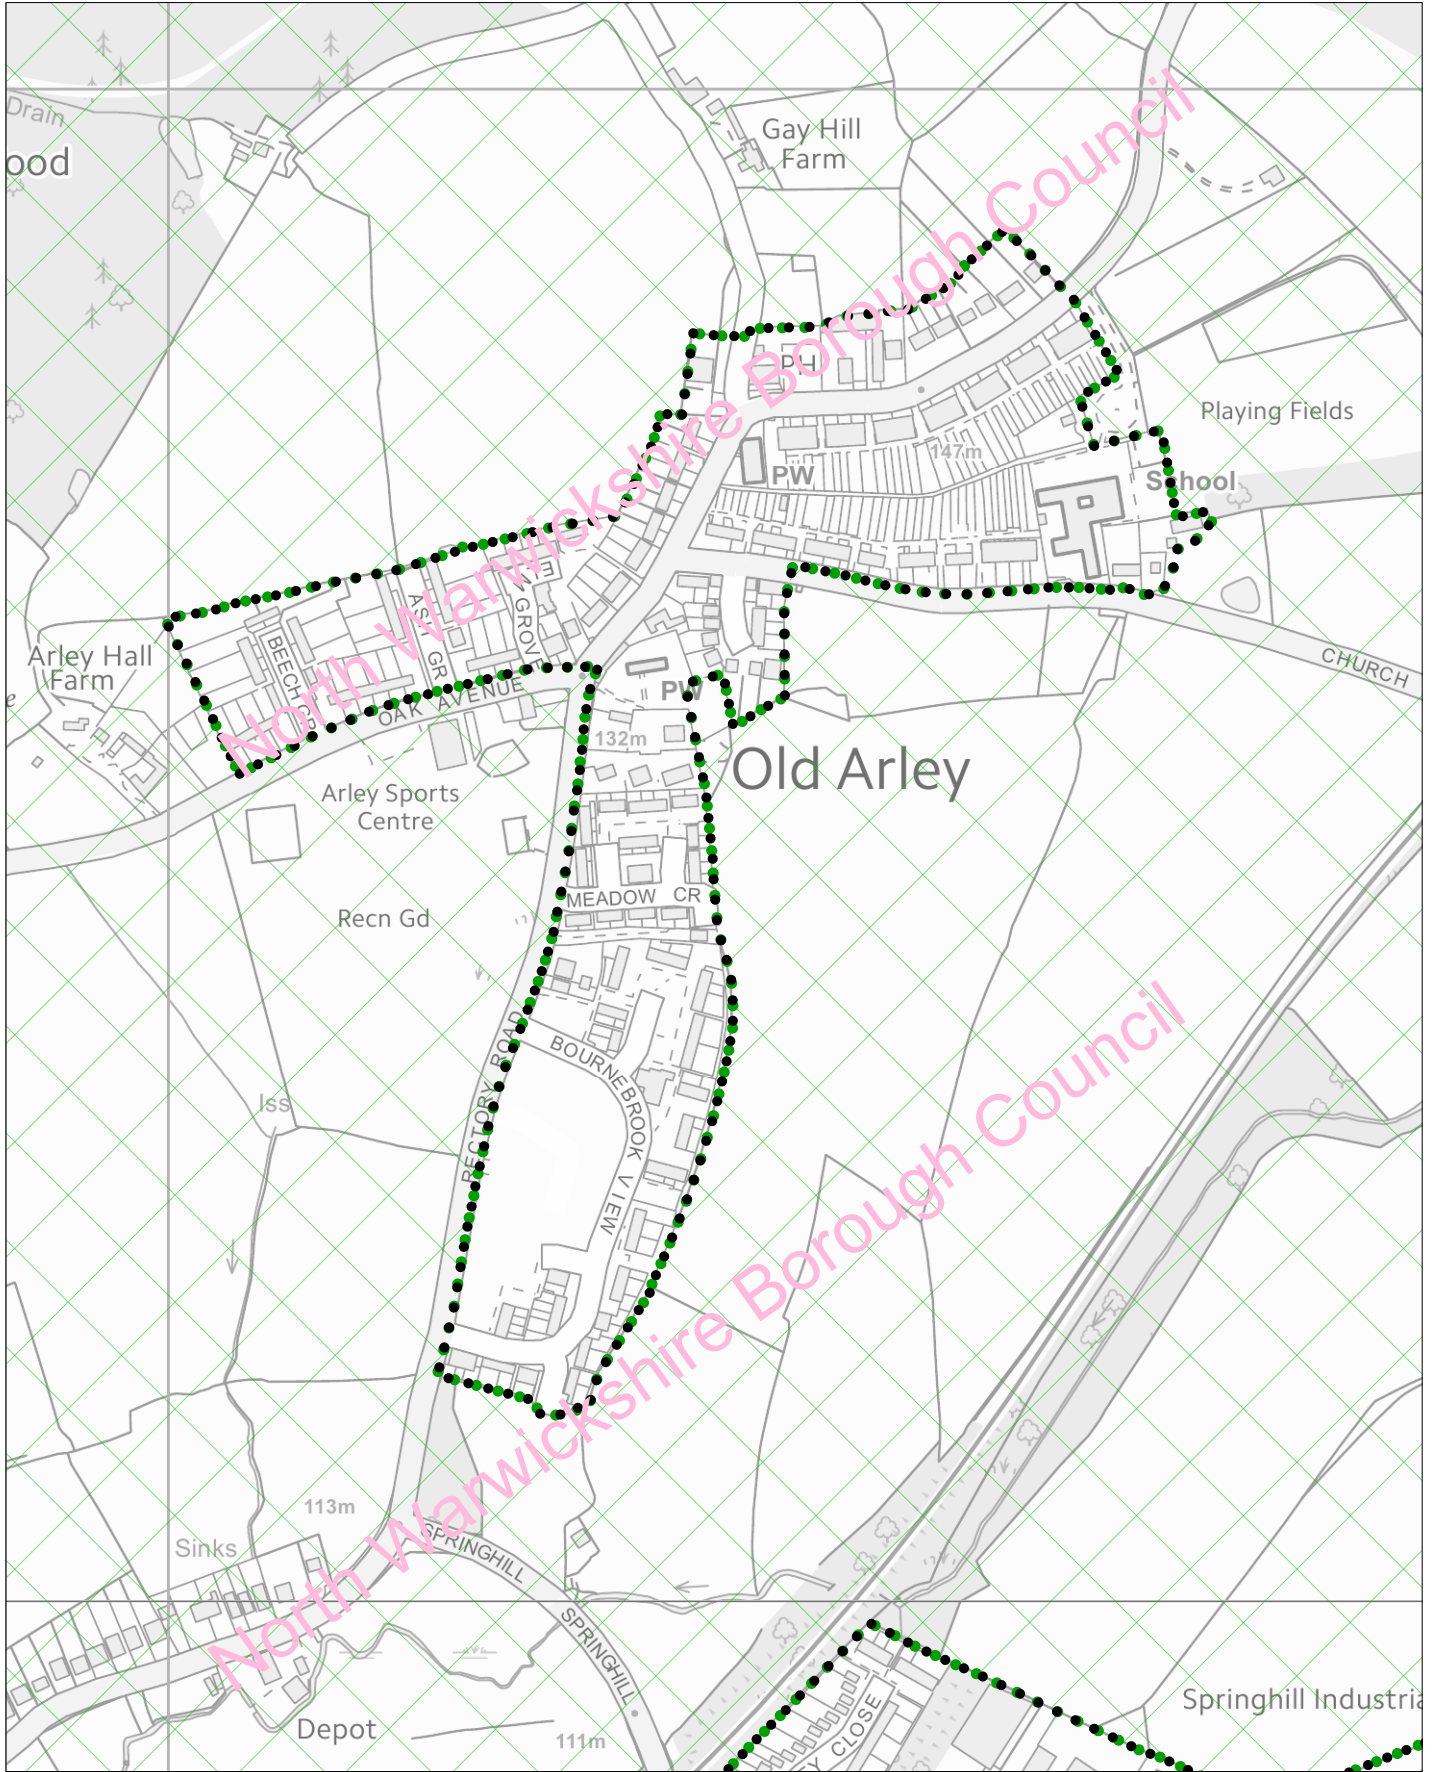 Drain
ood
Gay Hill
Farm
North Warwickshire Borough Council
PH
Playing Fields
147m
PW
School
ASH GR
GROVE
BEECH GR
Arley Hall
Farm
e
OAK AVENUE
PW
CHURCH
132m
Old Arley
Arley Sports
Centre
MEADOW CR
Recn Gd
North Warwickshire Borough Council
RECTORY ROAD
BOURNEBROOK VIEW
Iss
113m
Sinks
SPRINGHILL
SPRINGHILL
Depot
111m
Y CLOSE
Springhill Industria